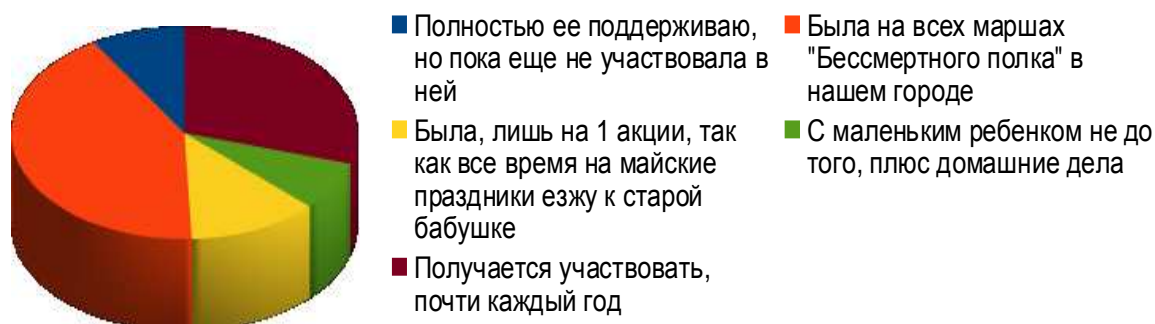 Полностью ее поддерживаю,
но пока еще не участвовала в
ней
Была на всех маршах
"Бессмертного полка" в
нашем городе
Была, лишь на 1 акции, так
как все время на майские
праздники езжу к старой
бабушке
С маленьким ребенком не до
того, плюс домашние дела
Получается участвовать,
почти каждый год